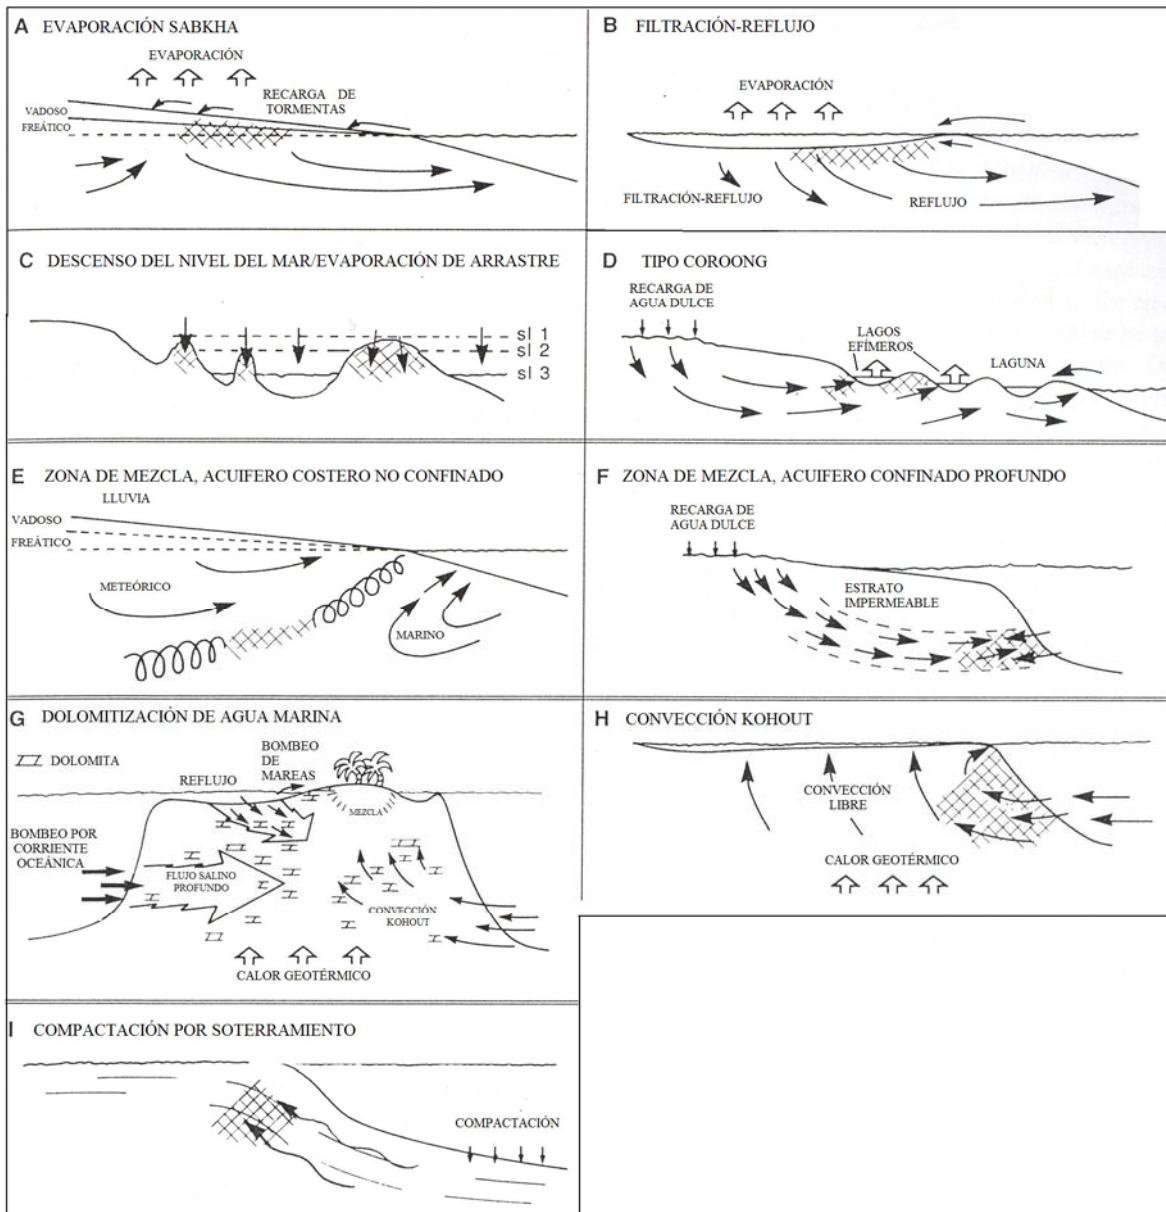 A EVAPORACIÓN SABKHA
EVAPORACIÓN
RECARGA DE
TORMENTAS
VADOSO
FREÁTICO
B FILTRACIÓN-REFLUJO
EVAPORACIÓN
FILTRACIÓN-REFLUJO
REFLUJO
C DESCENSO DEL NIVEL DEL MAR/EVAPORACIÓN DE ARRASTRE
sl 1
sl 2
sl 3
D TIPO COROONG
RECARGA DE
AGUA DULCE
LAGOS
EFÍMEROS
LAGUNA
E ZONA DE MEZCLA, ACUIFERO COSTERO NO CONFINADO
LLUVIA
VADOSO
FREÁTICO
METEÓRICO
MARINO
F ZONA DE MEZCLA, ACUIFERO CONFINADO PROFUNDO
RECARGA DE
AGUA DULCE
ESTRATO
IMPERMEABLE
G DOLOMITIZACIÓN DE AGUA MARINA
DOLOMITA
BOMBEO
DE
MAREAS
REFLUJO
MEZCLA
BOMBEO POR
CORRIENTE
OCEÁNICA
FLUJO SALINO
PROFUNDO
CONVECCIÓN
KOHOUT
CALOR GEOTÉRMICO
H CONVECCIÓN KOHOUT
CONVECCIÓN
LIBRE
CALOR GEOTÉRMICO
I COMPACTACIÓN POR SOTERRAMIENTO
COMPACTACIÓN